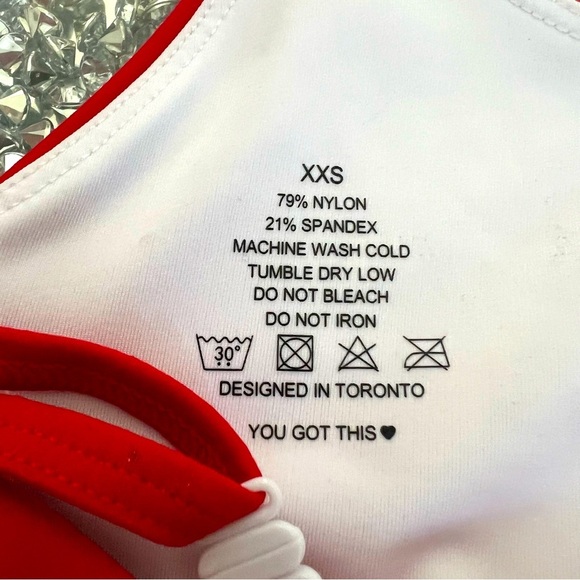 XXS
79% NYLON
21% SPANDEX
MACHINE WASH COLD
TUMBLE DRY LOW
DO NOT BLEACH
DO NOT IRON
30°
DESIGNED IN TORONTO
YOU GOT THIS♥